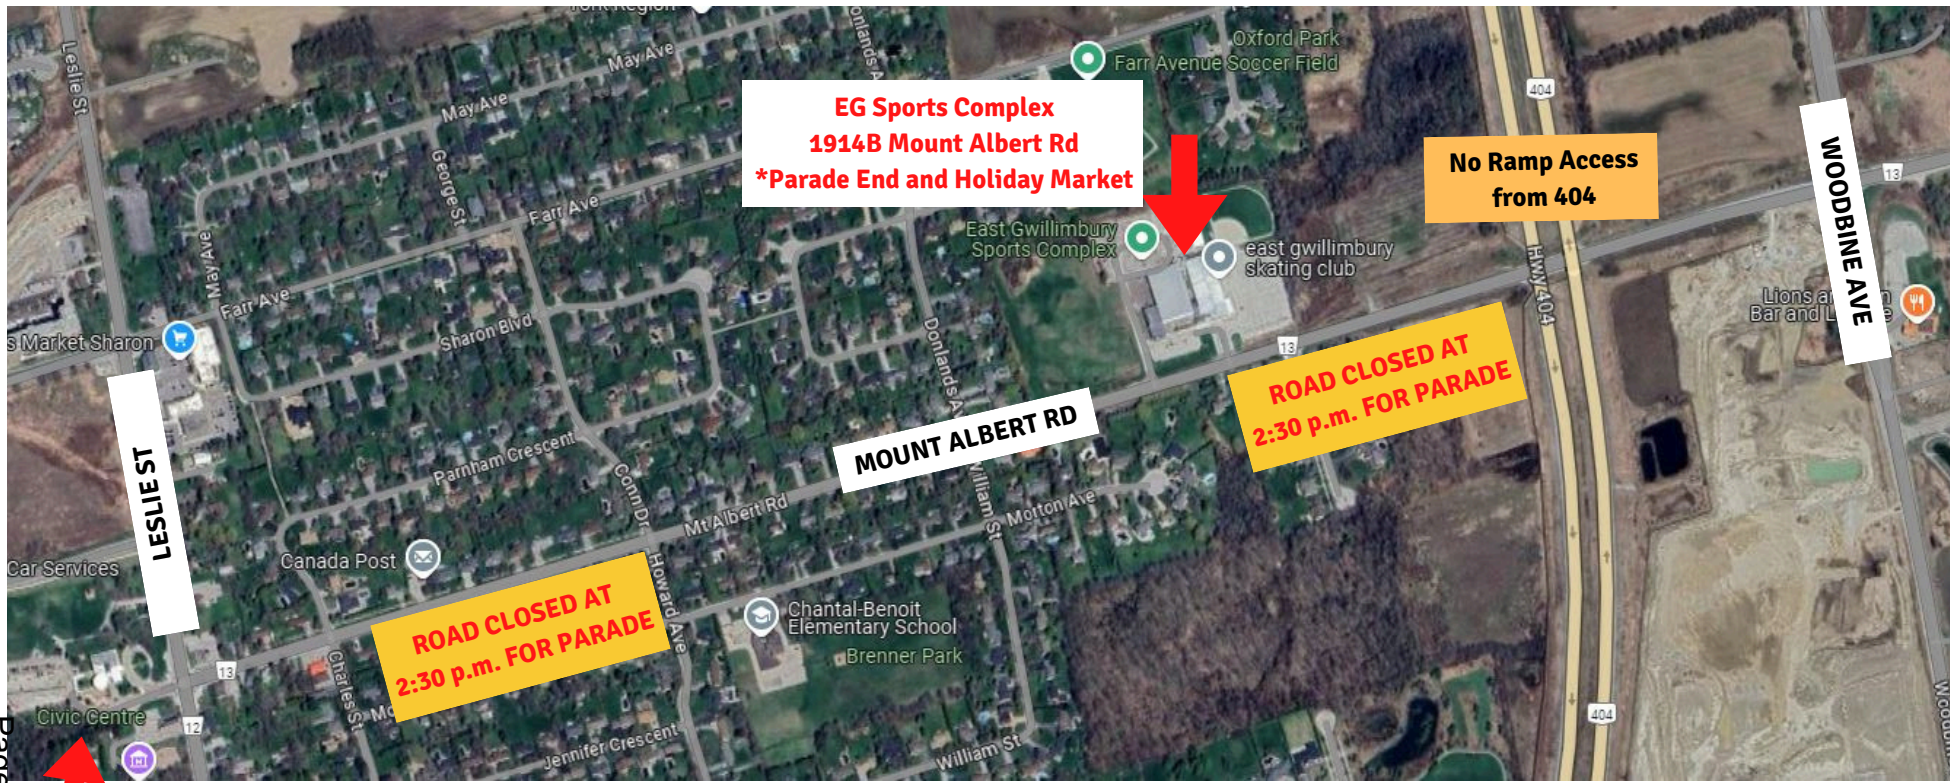 York Region
Leslie St
May Ave
May Ave
Oxford Park
Farr Avenue Soccer Field
404
EG Sports Complex
1914B Mount Albert Rd
*Parade End and Holiday Market
No Ramp Access
from 404
WOODBINE AVE
13
George St
Farr Ave
May Ave
East Gwillimbury
Sports Complex
east gwillimbury
skating club
Hwy 404
Farr Ave
Sharon Blvd
s Market Sharon
Donlands A
Bar and
13
ROAD CLOSED AT
2:30 p.m. FOR PARADE
LESLIE ST
MOUNT ALBERT RD
Parnham Crescent
Conn Dr
Mt Albert Rd
William St
Morton Ave
Car Services
Canada Post
Howard Ave
ROAD CLOSED AT
2:30 p.m. FOR PARADE
Chantal-Benoit
Elementary School
Brenner Park
13
Charles St
Civic Centre
12
Jennifer Crescent
William St
404